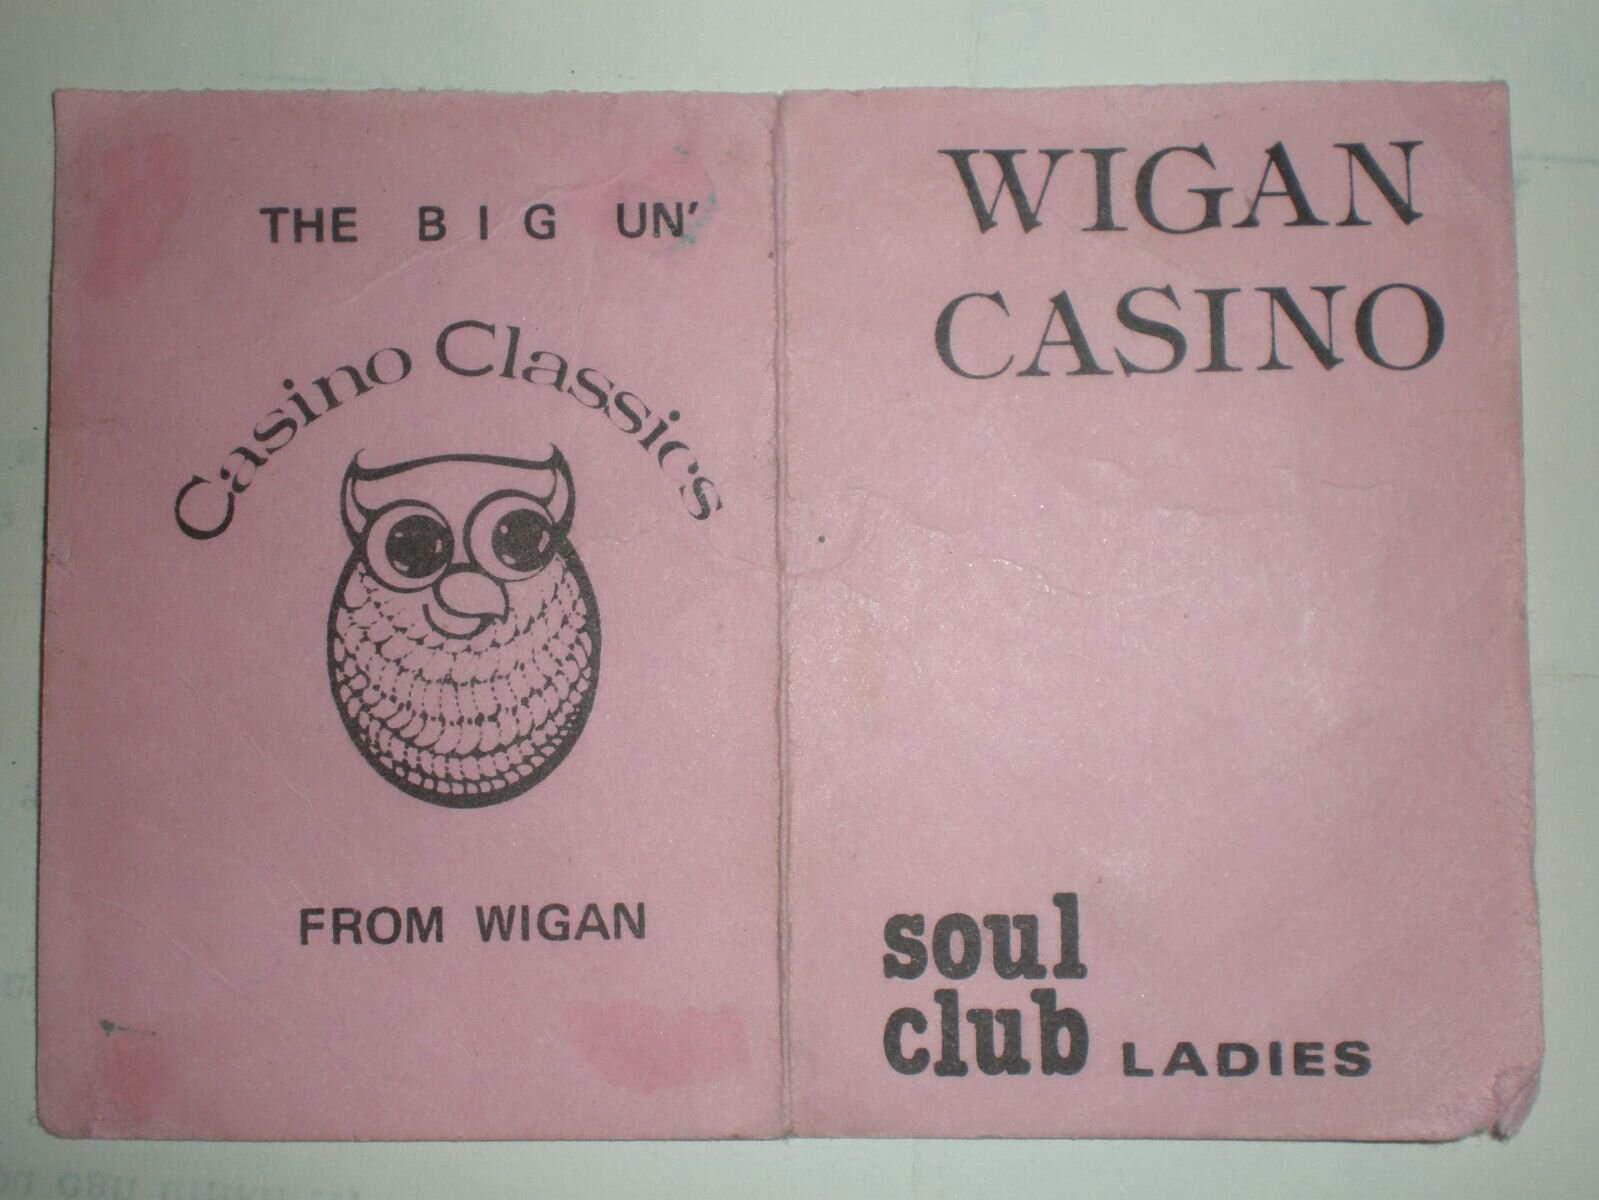 THE BIG UN'
Casino Classics
FROM WIGAN
WIGAN
CASINO
soul
club LADIES